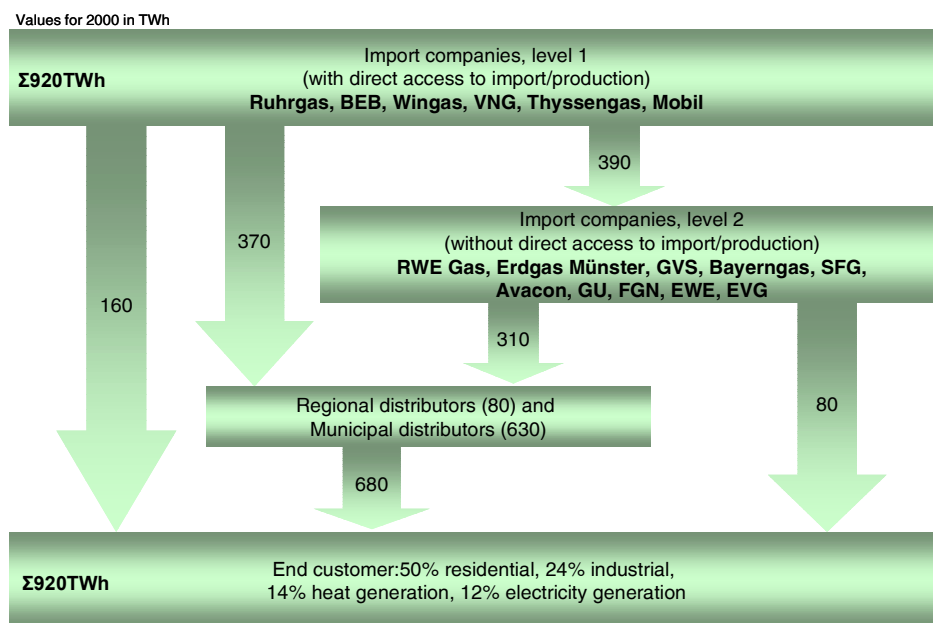 Values for 2000 in TWh
Import companies, level 1
(with direct access to import/production)
Σ920TWh
Ruhrgas, BEB, Wingas, VNG, Thyssengas, Mobil
390
Import companies, level 2
(without direct access to import/production)
RWE Gas, Erdgas Münster, GVS, Bayerngas, SFG,
Avacon, GU, FGN, EWE, EVG
370
160
310
80
Regional distributors (80) and
Municipal distributors (630)
680
End customer:50% residential, 24% industrial,
Σ920TWh
14% heat generation, 12% electricity generation